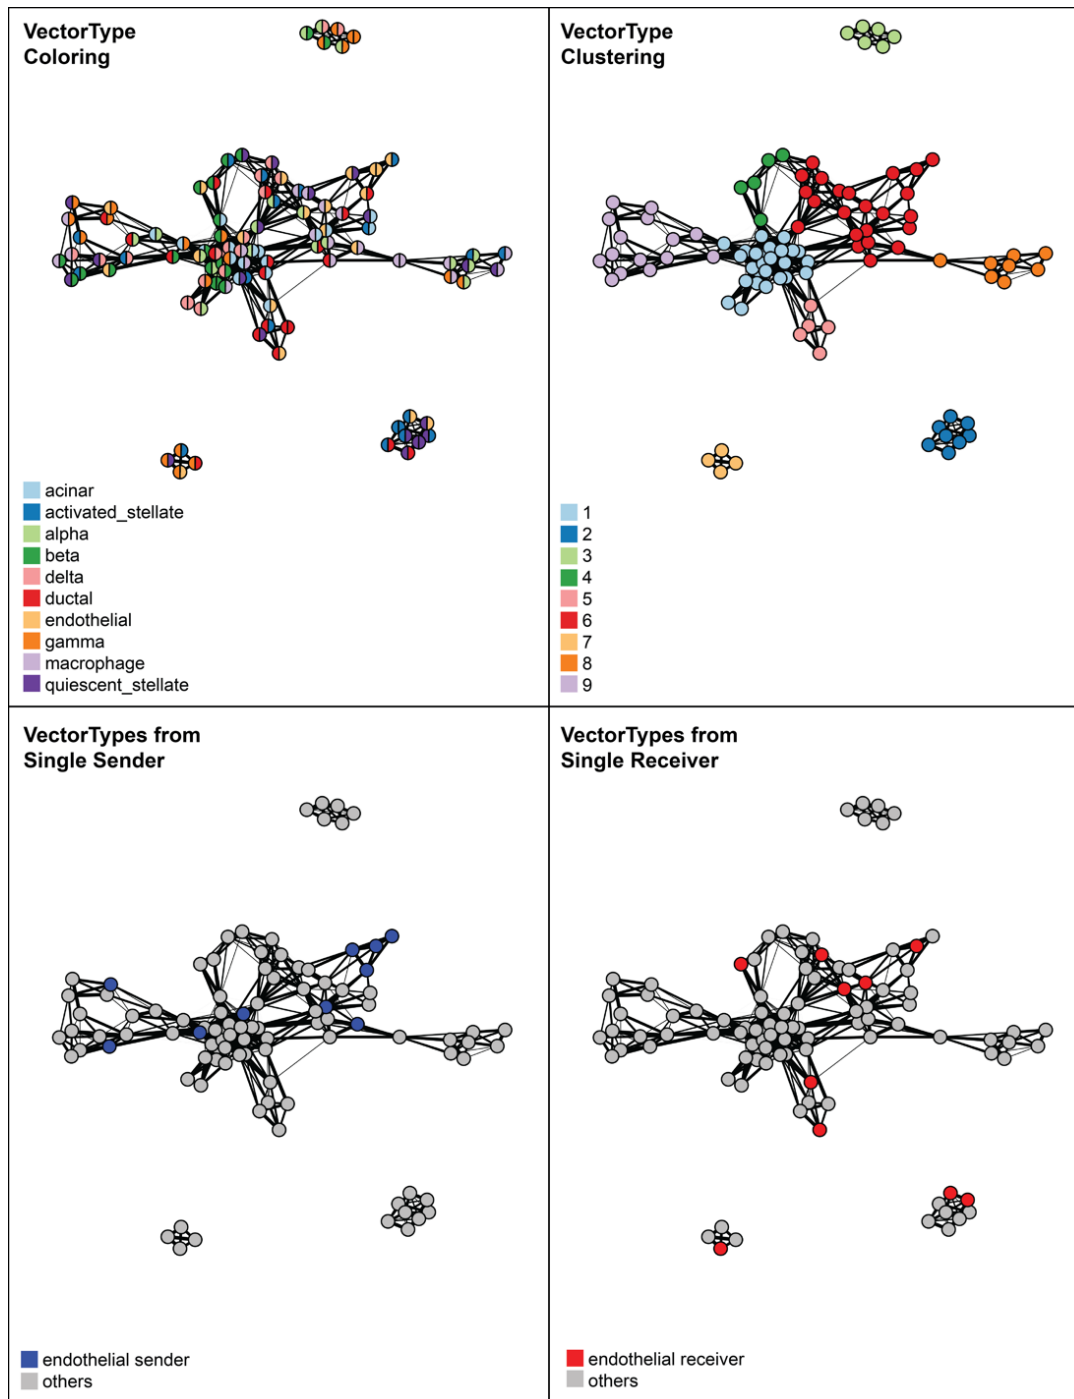 VectorType
Coloring
acinar
activated_stellate
alpha
beta
delta
ductal
endothelial
gamma
macrophage
quiescent_stellate
VectorType
Clustering
1
2
3
4
5
6
7
8
9
VectorTypes from
Single Sender
endothelial sender
others
VectorTypes from
Single Receiver
endothelial receiver
others